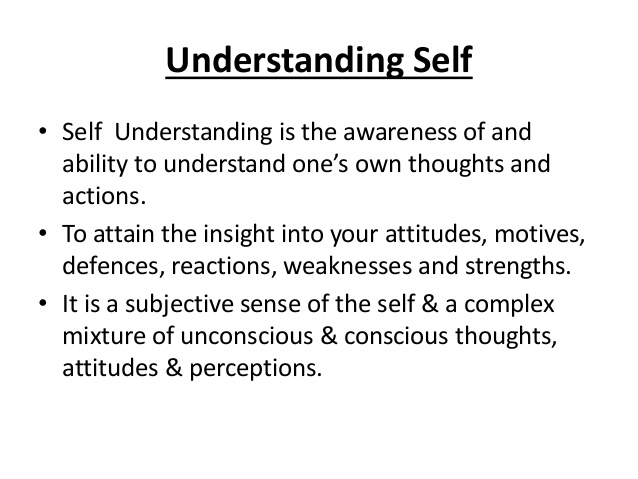 Understanding Self
• Self  Understanding is the awareness of and
ability to understand one’s own thoughts and
actions.
• To attain the insight into your attitudes, motives,
defences, reactions, weaknesses and strengths.
• It is a subjective sense of the self & a complex
mixture of unconscious & conscious thoughts,
attitudes & perceptions.